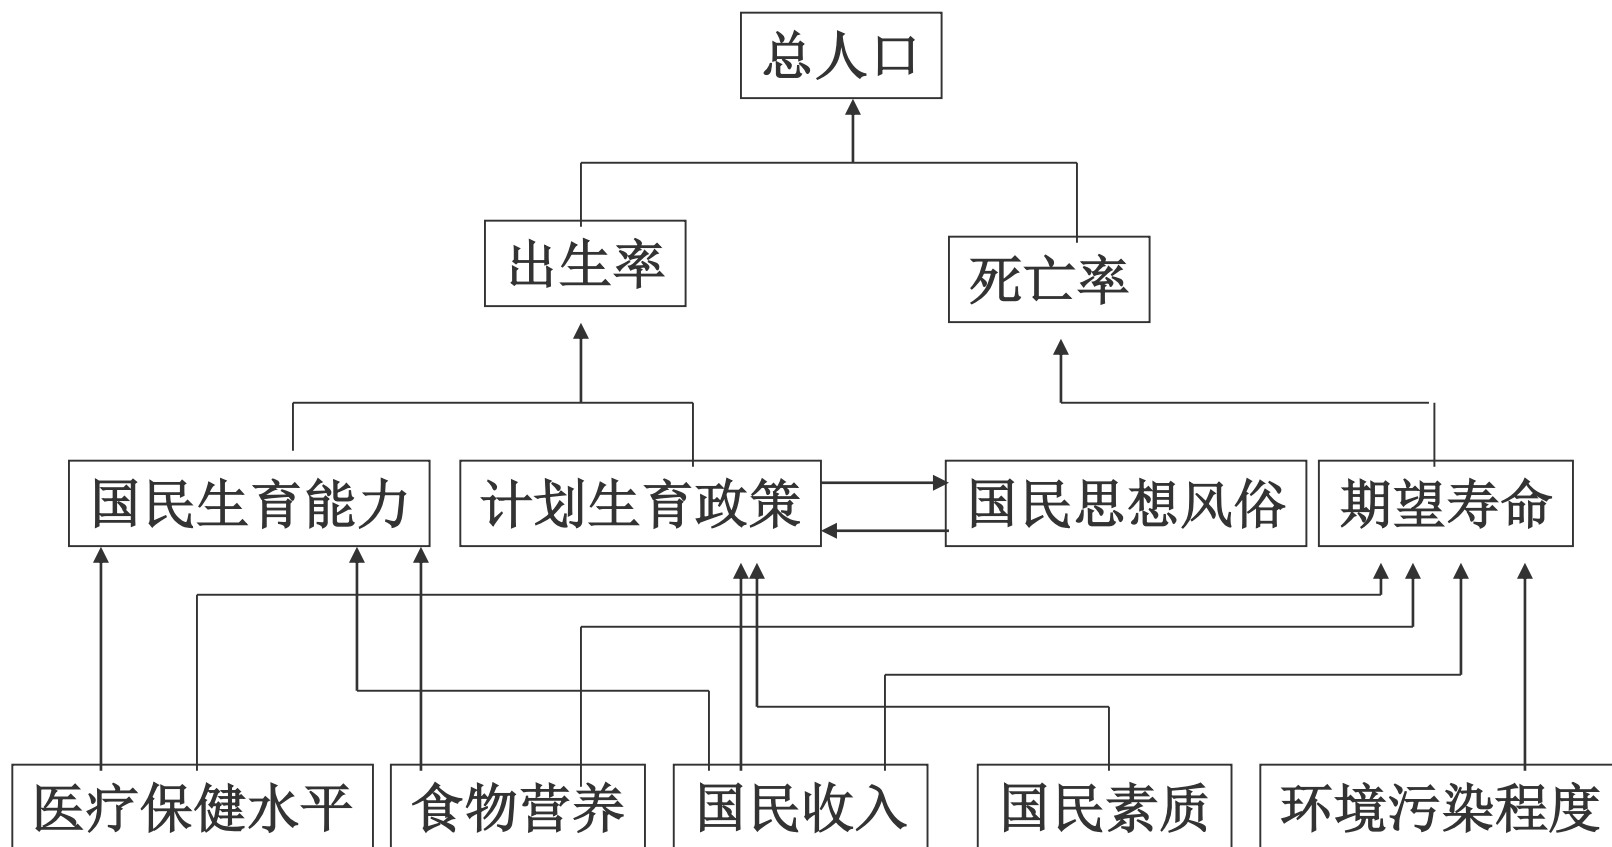 总人口
出生率
死亡率
国民生育能力
计划生育政策
国民思想风俗
期望寿命
医疗保健水平
食物营养
国民收入
国民素质
环境污染程度